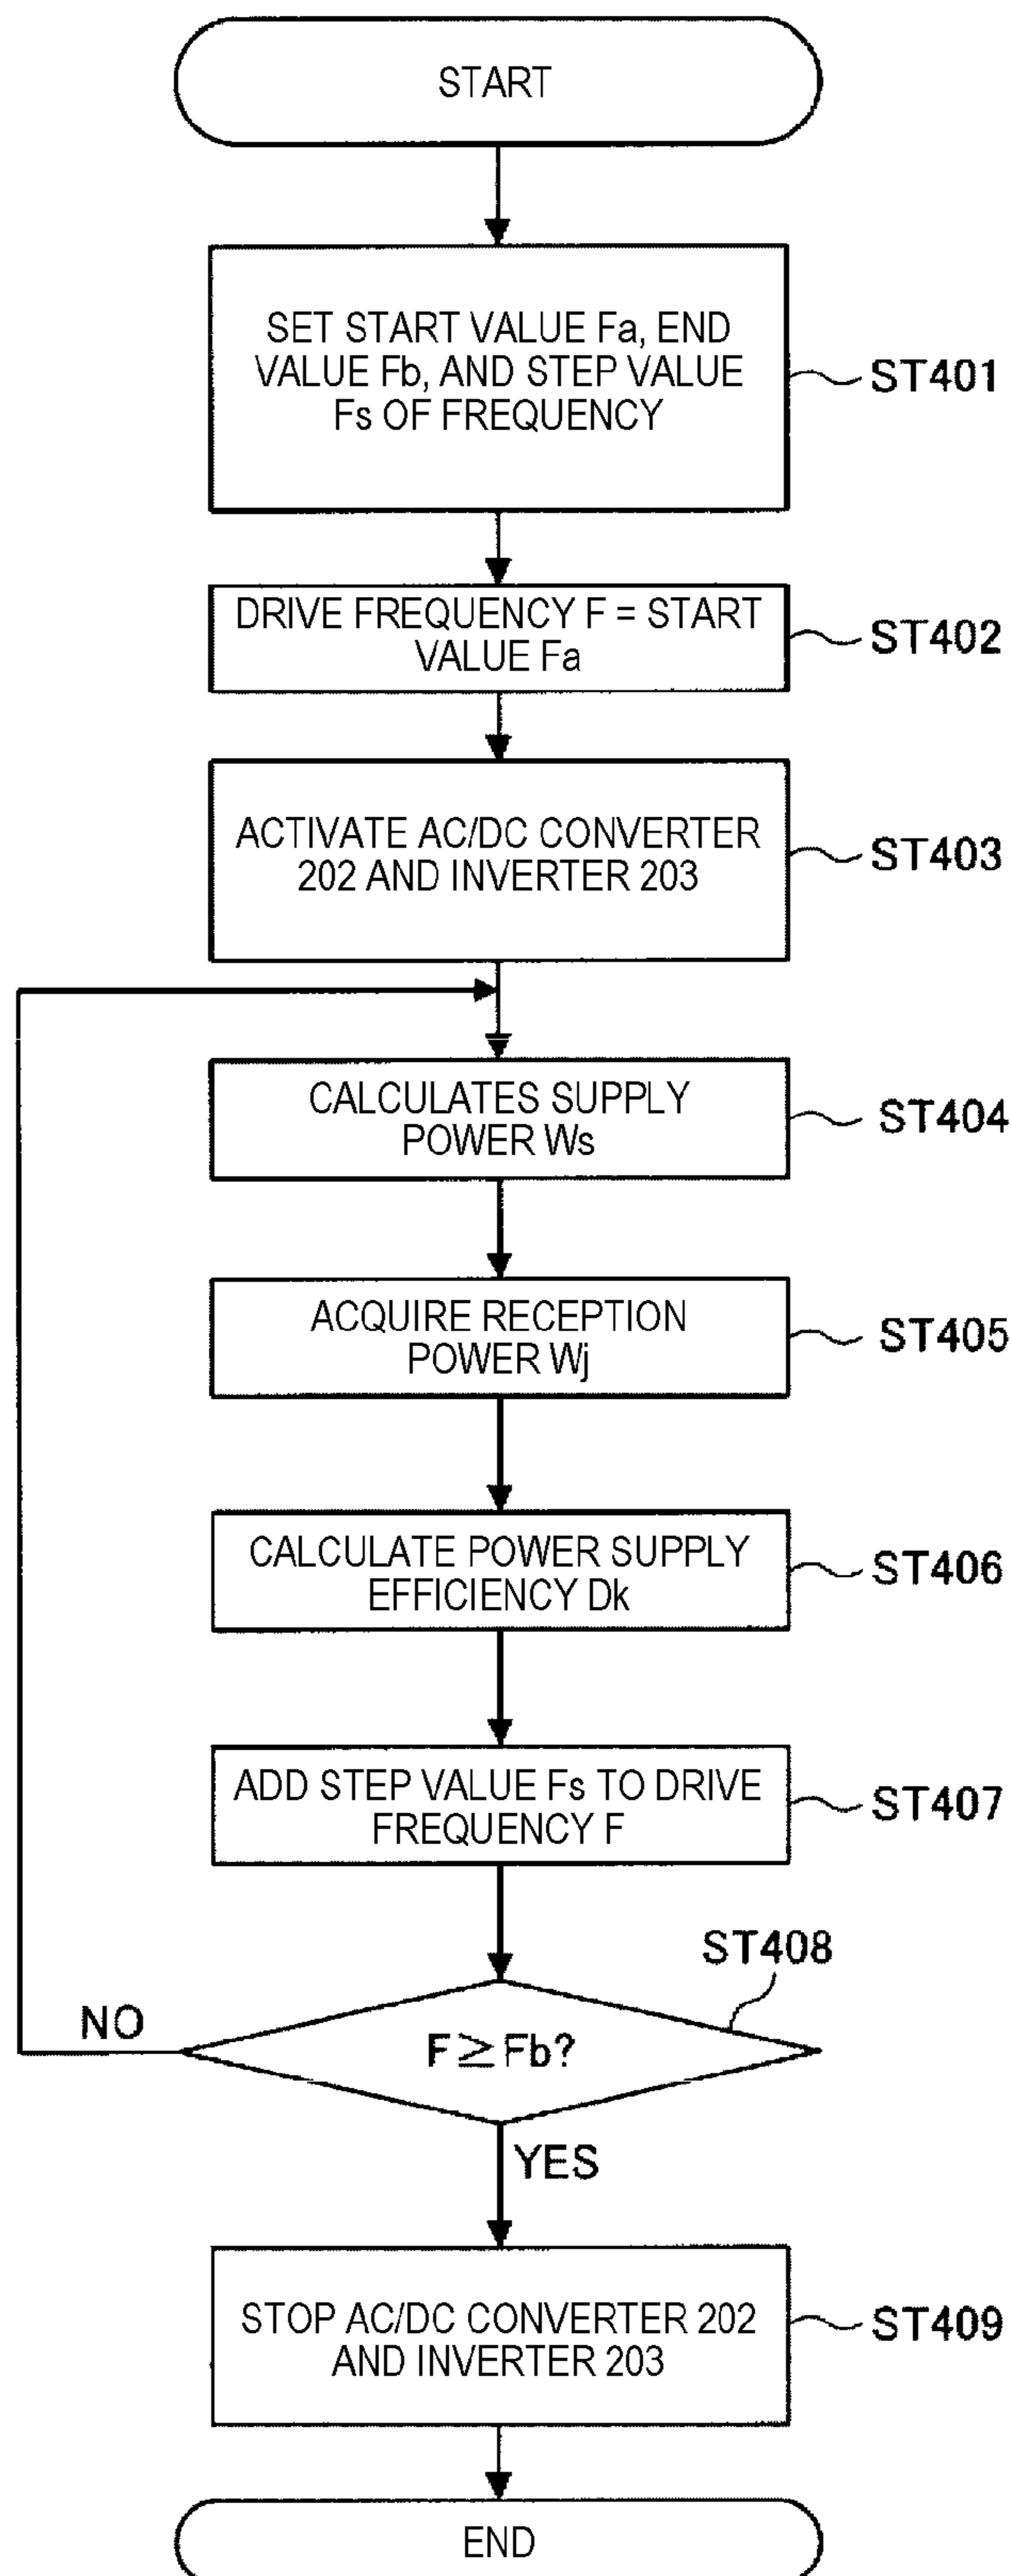 START
SET START VALUE Fa, END
VALUE Fb, AND STEP VALUE
Fs OF FREQUENCY
ST401
DRIVE FREQUENCY F = START
VALUE Fa
ST402
ACTIVATE AC/DC CONVERTER
202 AND INVERTER 203
ST403
CALCULATES SUPPLY
POWER Ws
ST404
ACQUIRE RECEPTION
POWER Wj
ST405
CALCULATE POWER SUPPLY
EFFICIENCY Dk
ST406
ADD STEP VALUE Fs TO DRIVE
FREQUENCY F
ST407
ST408
NO
F ≥ Fb?
YES
STOP AC/DC CONVERTER 202
AND INVERTER 203
ST409
END